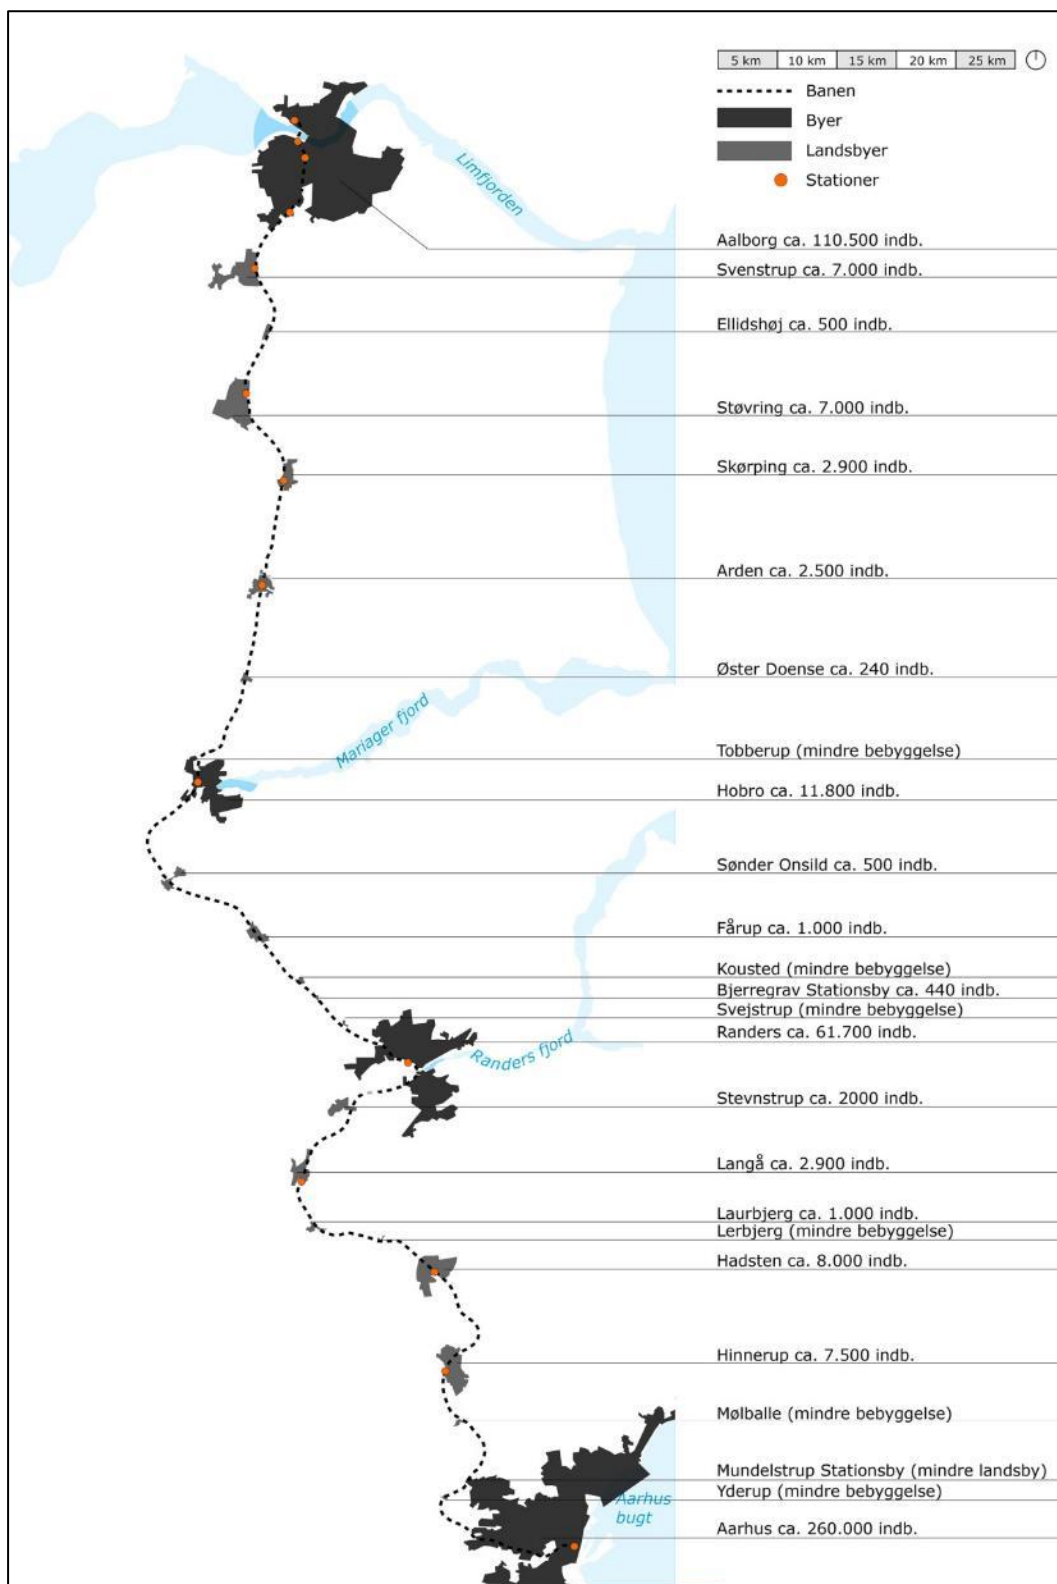 5 km 10 km 15 km 20 km 25 km
Banen
Byer
Landsbyer
Stationer
Limfjorden
Aalborg ca. 110.500 indb.
Svenstrup ca. 7.000 indb.
Ellidshøj ca. 500 indb.
Støvring ca. 7.000 indb.
Skørping ca. 2.900 indb.
Arden ca. 2.500 indb.
Øster Doense ca. 240 indb.
Mariager fjord
Tobberup (mindre bebyggelse)
Hobro ca. 11.800 indb.
Sønder Onsild ca. 500 indb.
Fårup ca. 1.000 indb.
Kousted (mindre bebyggelse)
Bjerregrav Stationsby ca. 440 indb.
Svejstrup (mindre bebyggelse)
Randers ca. 61.700 indb.
Randers fjord
Stevnstrup ca. 2000 indb.
Langå ca. 2.900 indb.
Laurbjerg ca. 1.000 indb.
Lerbjerg (mindre bebyggelse)
Hadsten ca. 8.000 indb.
Hinnerup ca. 7.500 indb.
Mølballe (mindre bebyggelse)
Mundelstrup Stationsby (mindre landsby)
Yderup (mindre bebyggelse)
Aarhus
bugt
Aarhus ca. 260.000 indb.